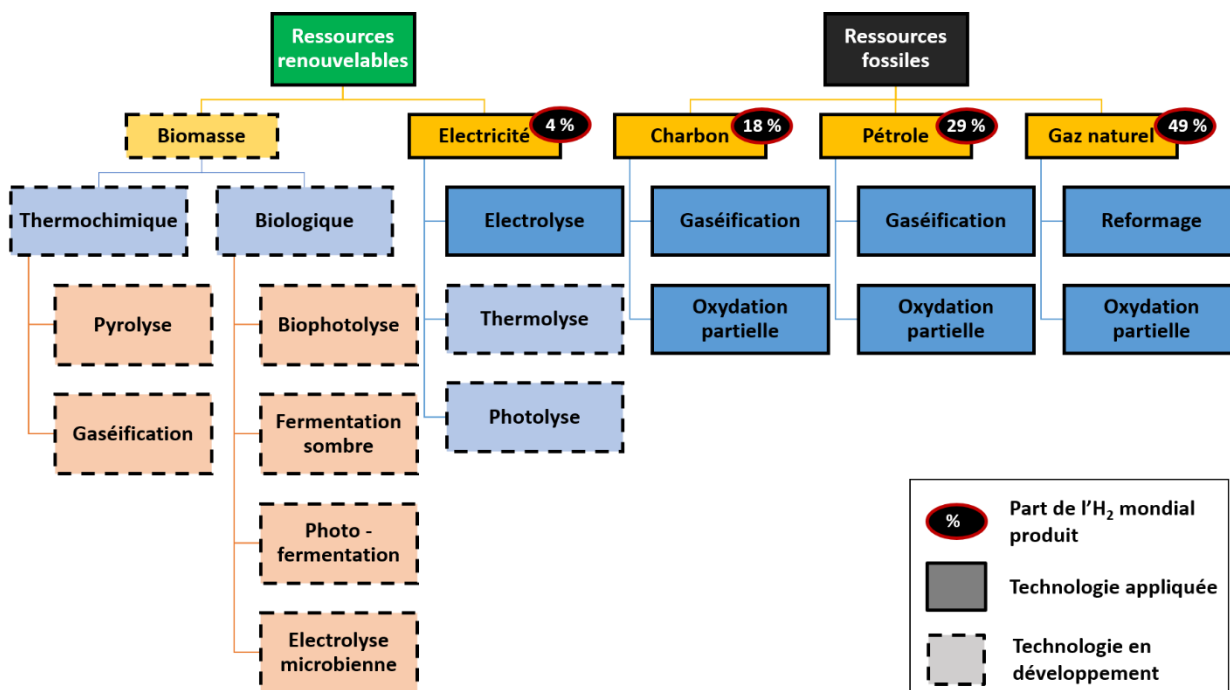 Ressources
renouvelables
Ressources
fossiles
Biomasse
Electricité
4 %
Charbon
18 %
Pétrole
29 %
Gaz naturel
49 %
Thermochimique
Biologique
Electrolyse
Gaséification
Gaséification
Reformage
Pyrolyse
Biophotolyse
Thermolyse
Oxydation
partielle
Oxydation
partielle
Oxydation
partielle
Gaséification
Fermentation
sombre
Photolyse
Photo -
fermentation
Electrolyse
microbienne
%
Part de l'H₂ mondial
produit
Technologie appliquée
Technologie en
développement